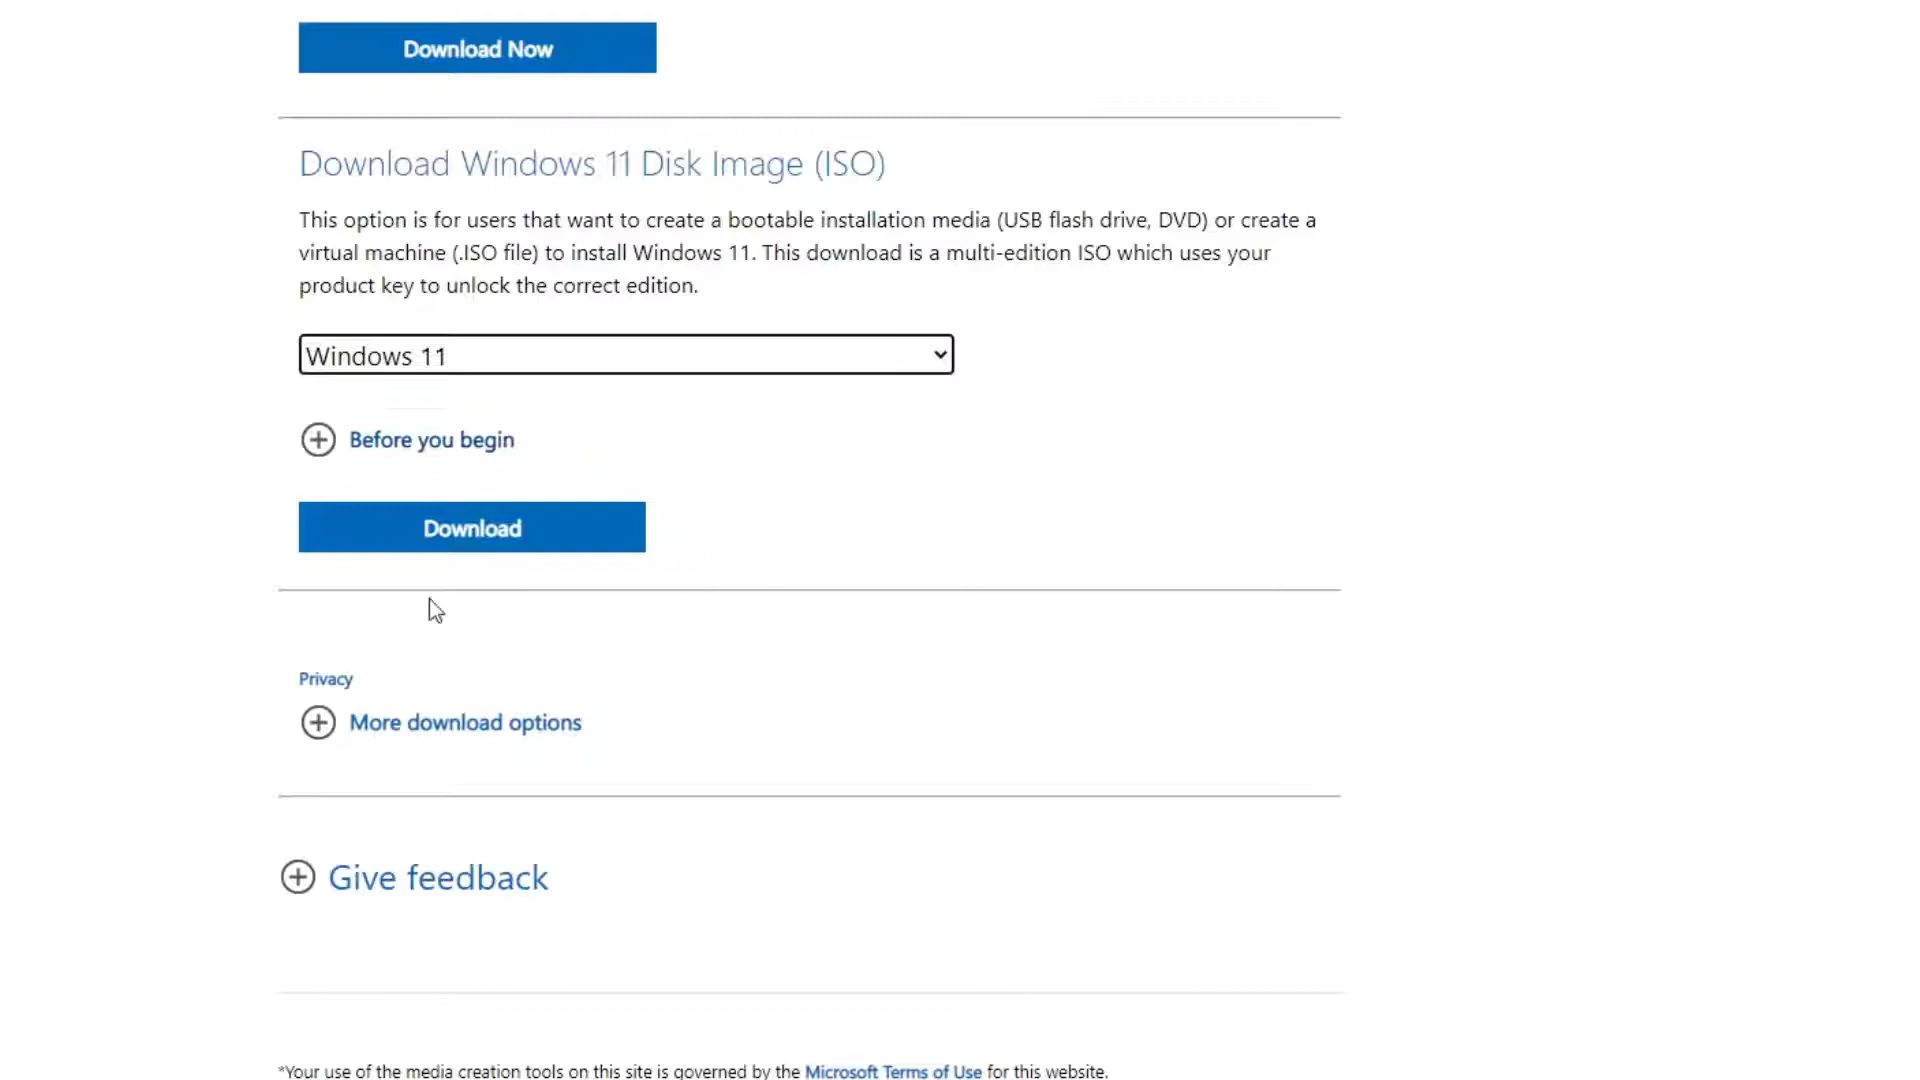 Download Now
Download Windows 11 Disk Image (ISO)
This option is for users that want to create a bootable installation media (USB flash drive, DVD) or create a
virtual machine (.ISO file) to install Windows 11. This download is a multi-edition ISO which uses your
product key to unlock the correct edition.
Windows 11
Before you begin
Download
Privacy
More download options
Give feedback
*Your use of the media creation tools on this site is governed by the Microsoft Terms of Use for this website.